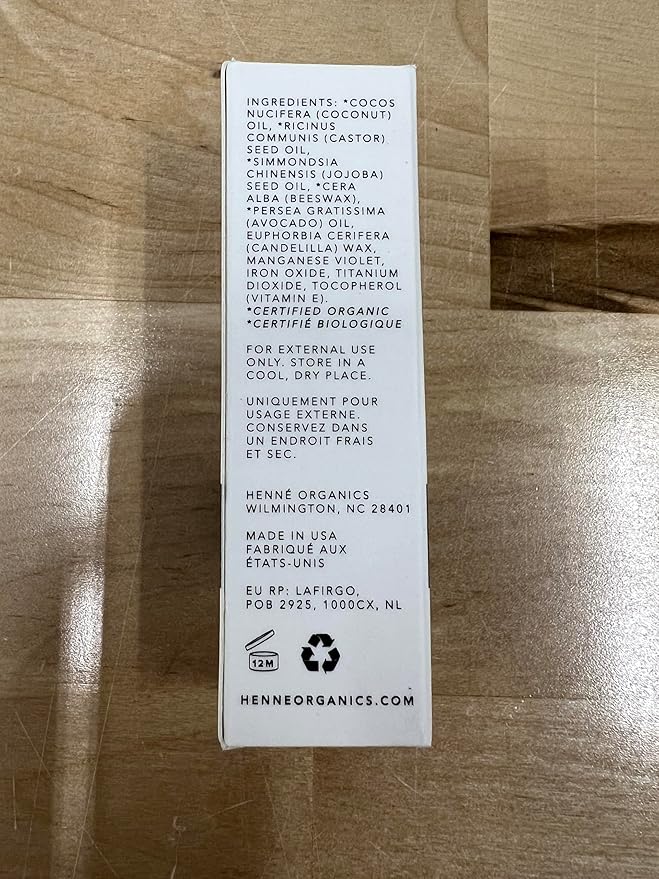 INGREDIENTS: *COCOS
NUCIFERA (COCONUT)
OIL, *RICINUS
COMMUNIS (CASTOR)
SEED OIL,
*SIMMONDSIA
CHINENSIS (JOJOBA)
SEED OIL, *CERA
ALBA (BEESWAX),
*PERSEA GRATISSIMA
(AVOCADO) OIL,
EUPHORBIA CERIFERA
(CANDELILLA) WAX,
MANGANESE VIOLET,
IRON OXIDE, TITANIUM
DIOXIDE, TOCOPHEROL
(VITAMIN E).
*CERTIFIED ORGANIC
*CERTIFIÉ BIOLOGIQUE
FOR EXTERNAL USE
ONLY. STORE IN A
COOL, DRY PLACE.
UNIQUEMENT POUR
USAGE EXTERNE.
CONSERVEZ DANS
UN ENDROIT FRAIS
ET SEC.
HENNÉ ORGANICS
WILMINGTON, NC 28401
MADE IN USA
FABRIQUÉ AUX
ÉTATS-UNIS
EU RP: LAFIRGO,
POB 2925, 1000CX, NL
12M
HENNEORGANICS.COM